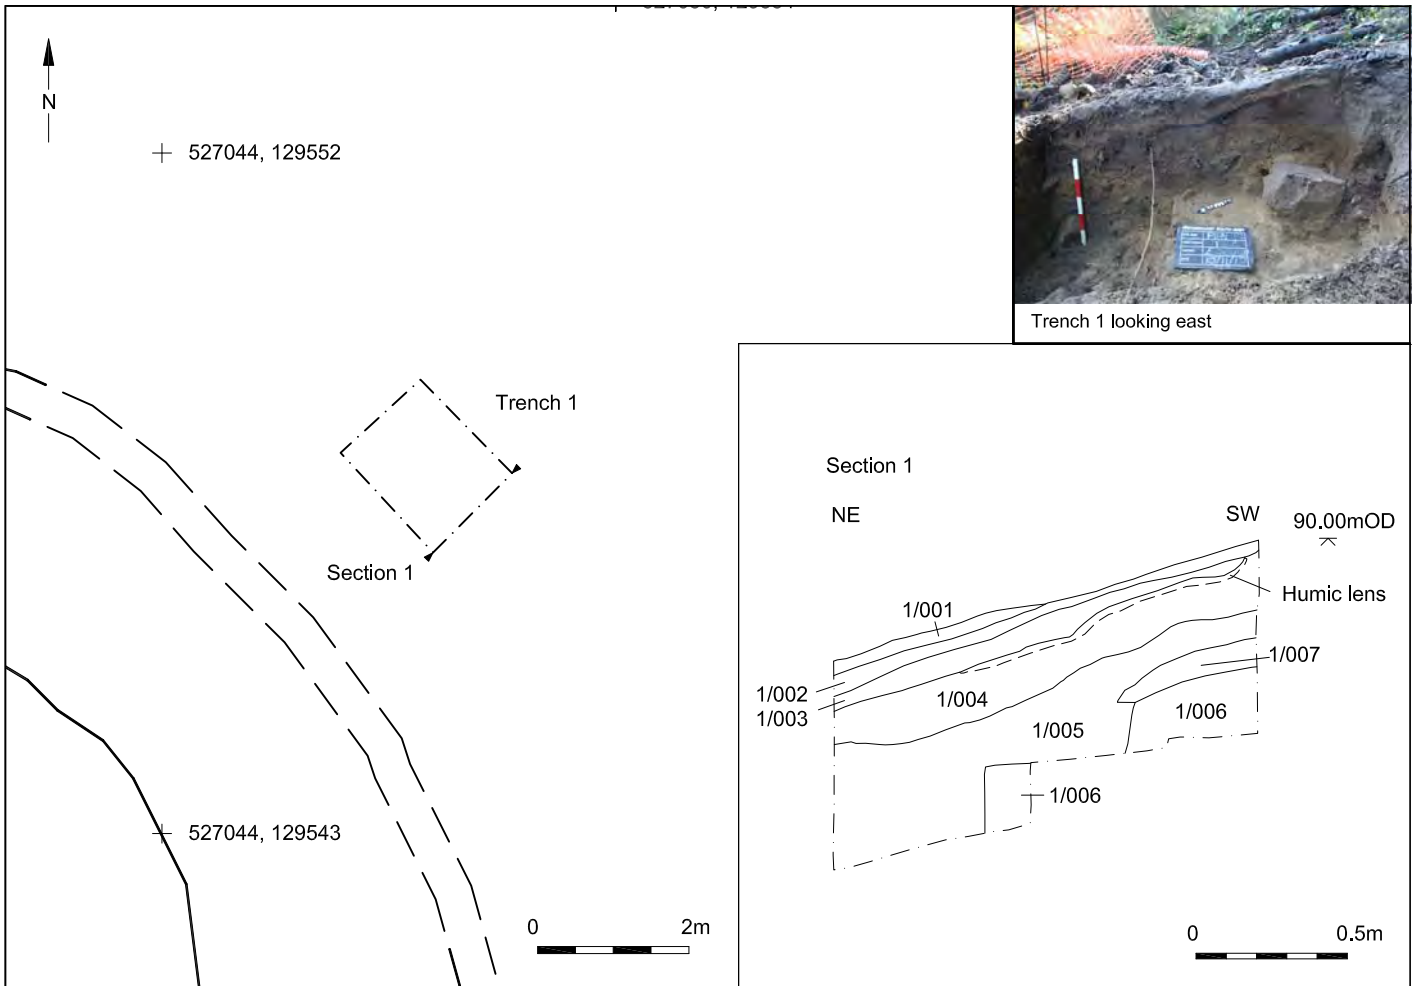 N
527044, 129552
Trench 1 looking east
Trench 1
Section 1
527044, 129543
0 2m
Section 1
NE
SW
90.00mOD
1/001
Humic lens
1/002
1/003
1/004
1/007
1/005
1/006
1/006
0 0.5m